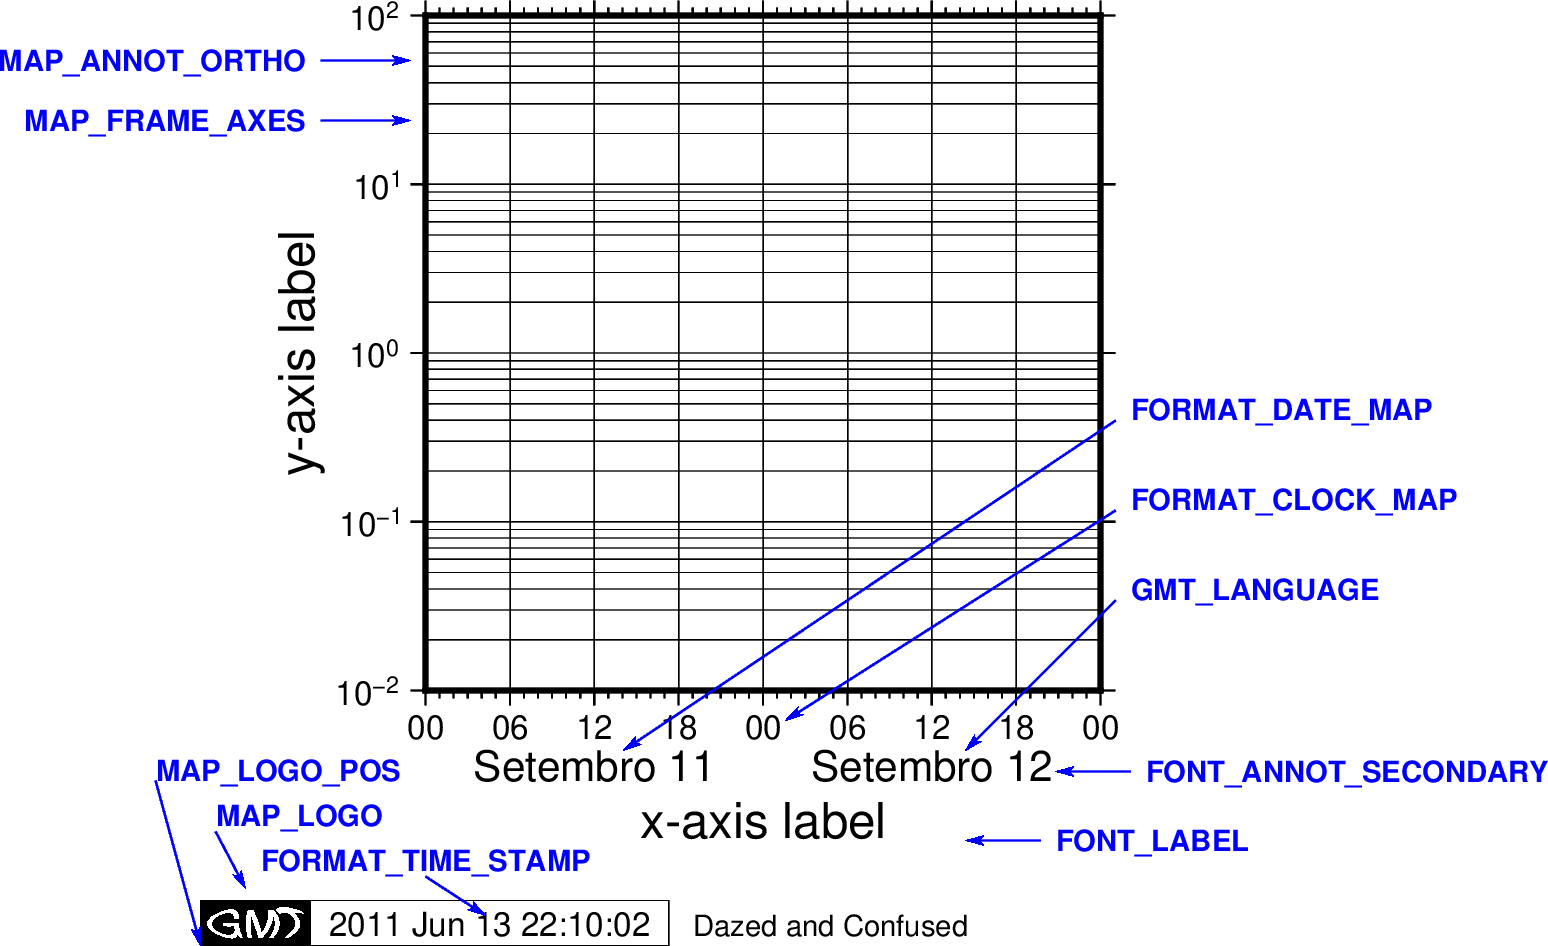 10²
MAP_ANNOT_ORTHO
MAP_FRAME_AXES
10¹
y-axis label
10⁰
FORMAT_DATE_MAP
FORMAT_CLOCK_MAP
10⁻¹
GMT_LANGUAGE
10⁻²
00 06 12 18 00 06 12 18 00
Setembro 11 Setembro 12
MAP_LOGO_POS
FONT_ANNOT_SECONDARY
MAP_LOGO
x-axis label
FONT_LABEL
FORMAT_TIME_STAMP
GMT 2011 Jun 13 22:10:02 Dazed and Confused